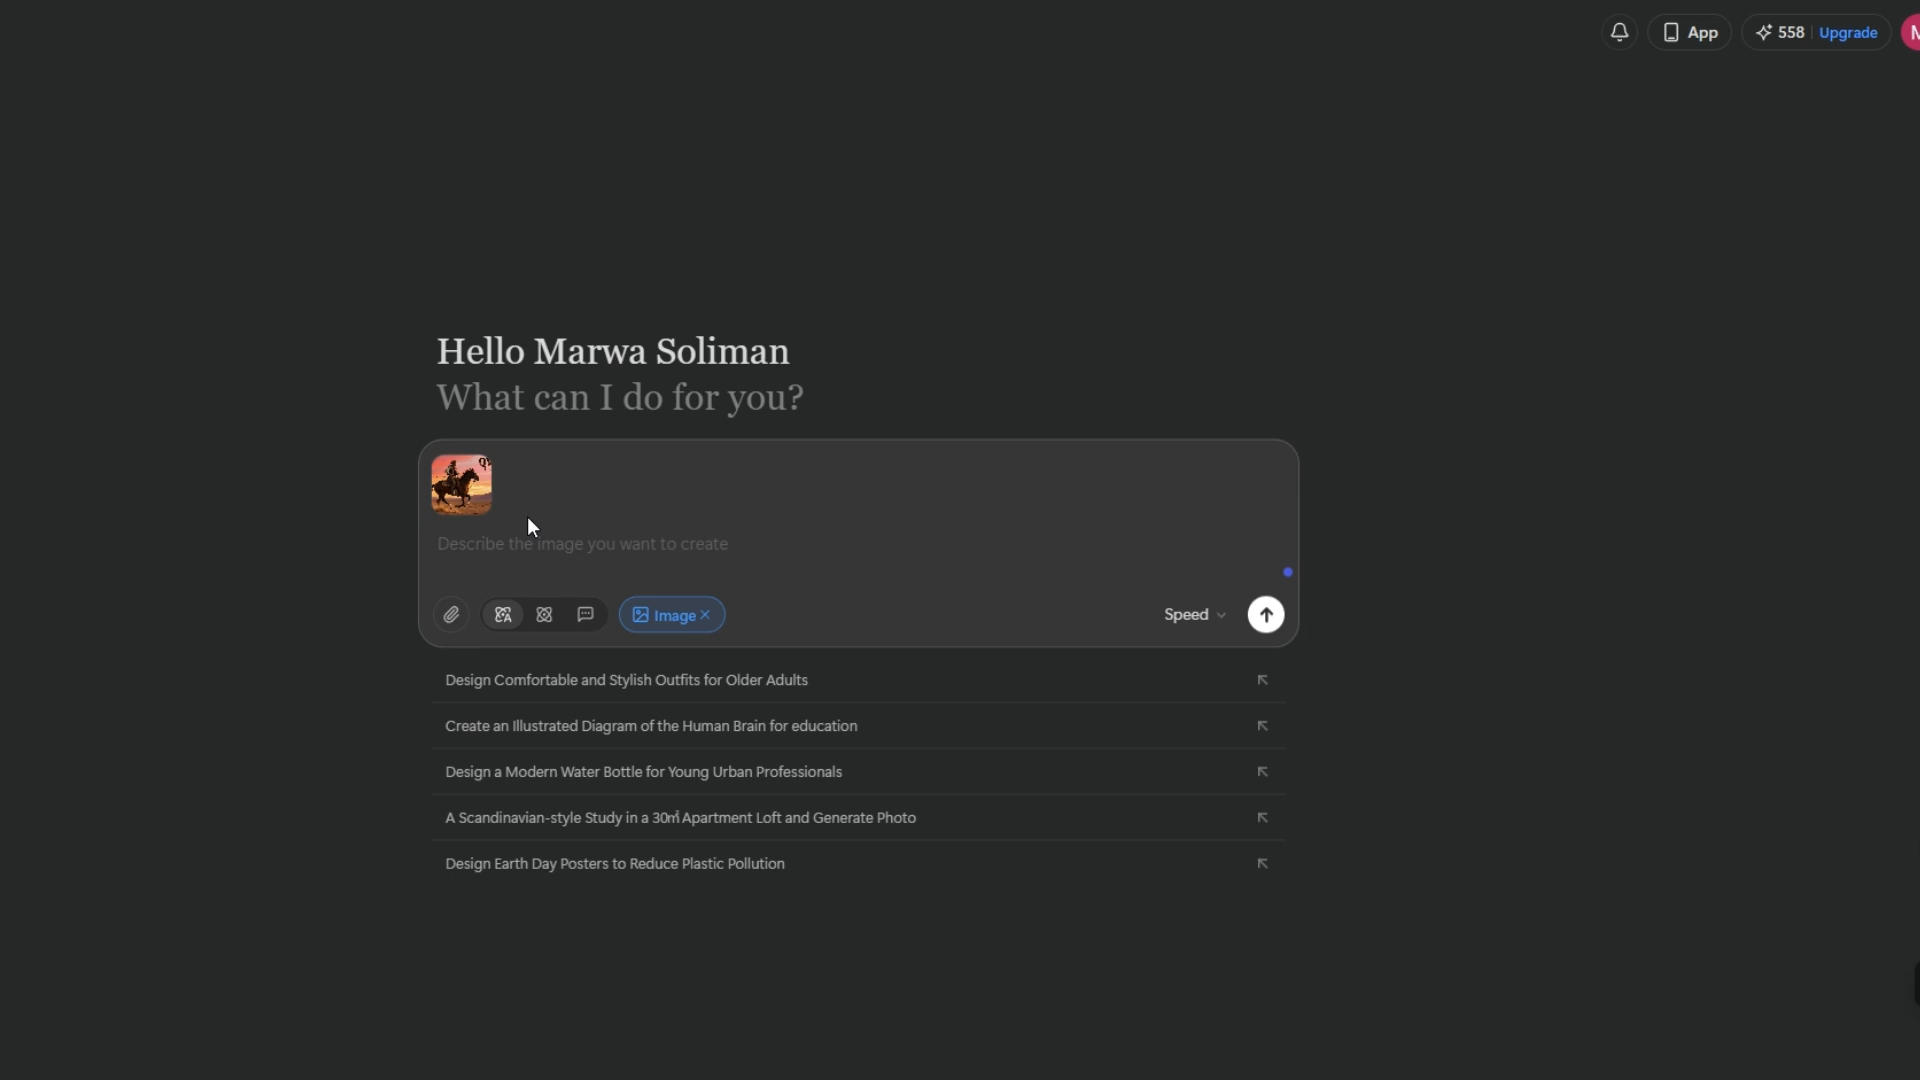 App
558 Upgrade
M
Hello Marwa Soliman
What can I do for you?
Describe the image you want to create
Image
Speed
Design Comfortable and Stylish Outfits for Older Adults
Create an Illustrated Diagram of the Human Brain for education
Design a Modern Water Bottle for Young Urban Professionals
A Scandinavian-style Study in a 30㎡ Apartment Loft and Generate Photo
Design Earth Day Posters to Reduce Plastic Pollution